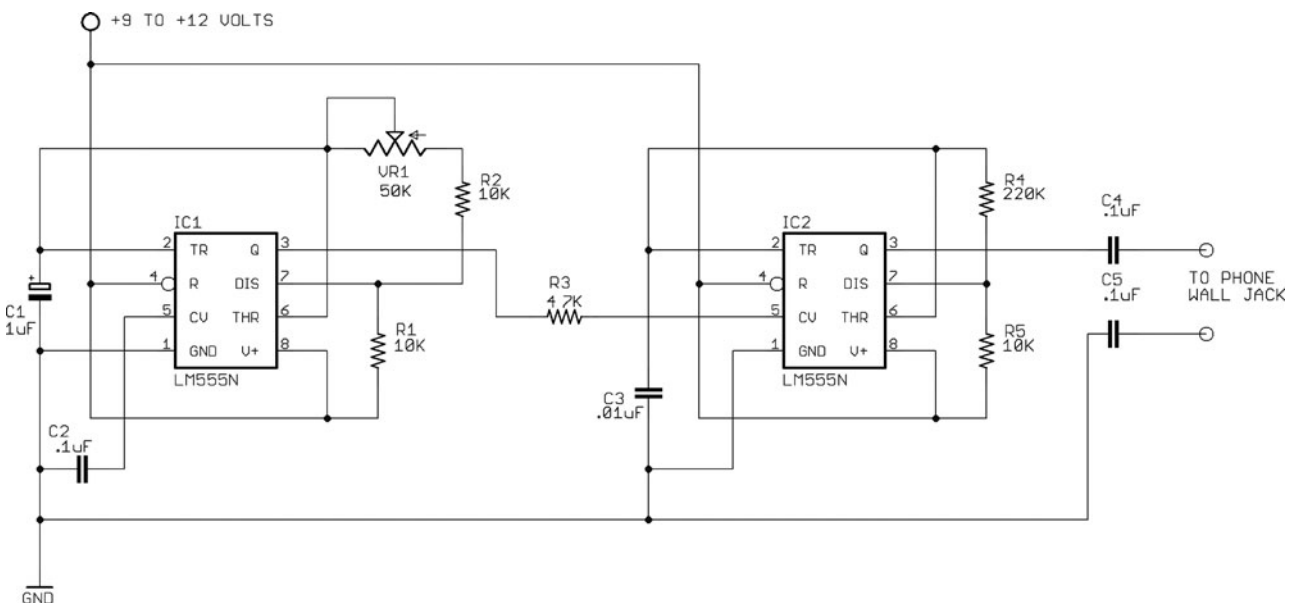 +9 TO +12 VOLTS
VR1
50K
R2
10K
IC1
2 TR Q 3
4 R DIS 7
5 CV THR 6
1 GND V+ 8
LM555N
R1
10K
C1
1uF
C2
.1uF
R3
4.7K
C3
.01uF
IC2
2 TR Q 3
4 R DIS 7
5 CV THR 6
1 GND V+ 8
LM555N
R4
220K
R5
10K
C4
.1uF
C5
.1uF
TO PHONE
WALL JACK
GND